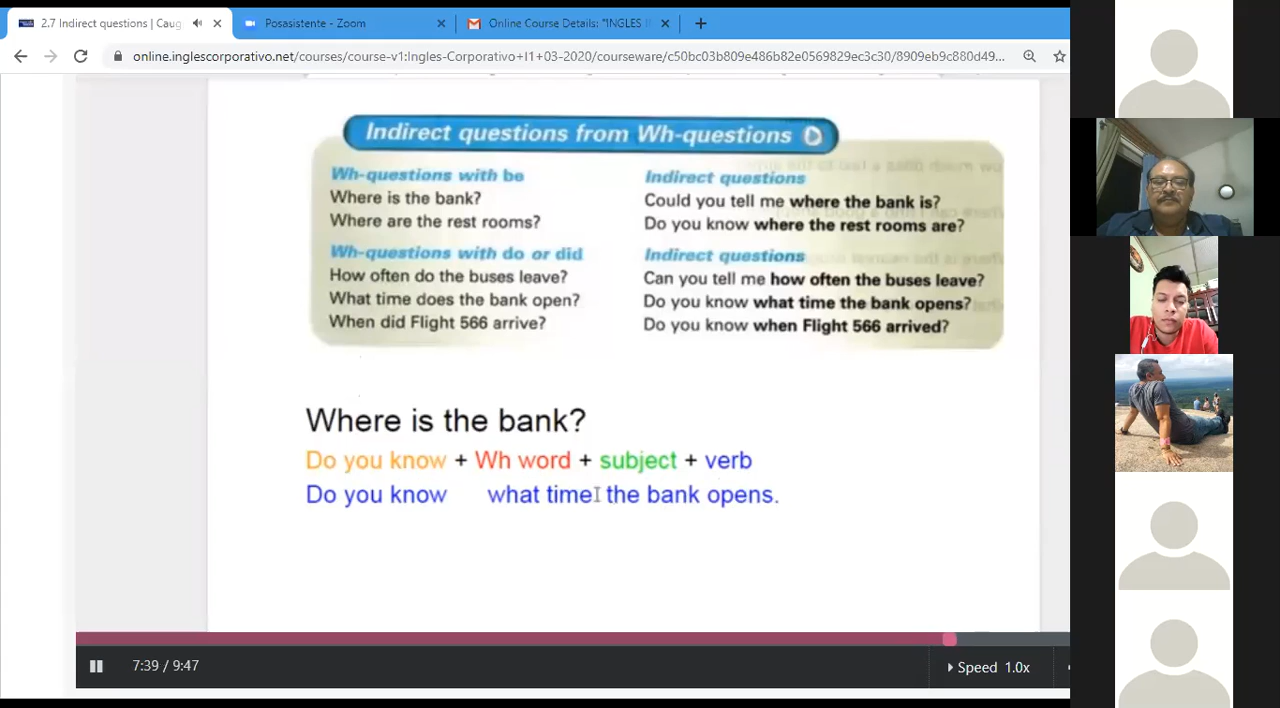 2.7 Indirect questions | Caug
Posasistente - Zoom
Online Course Details: "INGLES I
online.inglescorporativo.net/courses/course-v1:Ingles-Corporativo+I1+03-2020/courseware/c50bc03b809e486b82e0569829ec3c30/8909eb9c880d49...
Indirect questions from Wh-questions
Wh-questions with be
Where is the bank?
Where are the rest rooms?
Wh-questions with do or did
How often do the buses leave?
What time does the bank open?
When did Flight 566 arrive?
Indirect questions
Could you tell me where the bank is?
Do you know where the rest rooms are?
Indirect questions
Can you tell me how often the buses leave?
Do you know what time the bank opens?
Do you know when Flight 566 arrived?
Where is the bank?
Do you know + Wh word + subject + verb
Do you know what time the bank opens.
7:39 / 9:47
Speed 1.0x